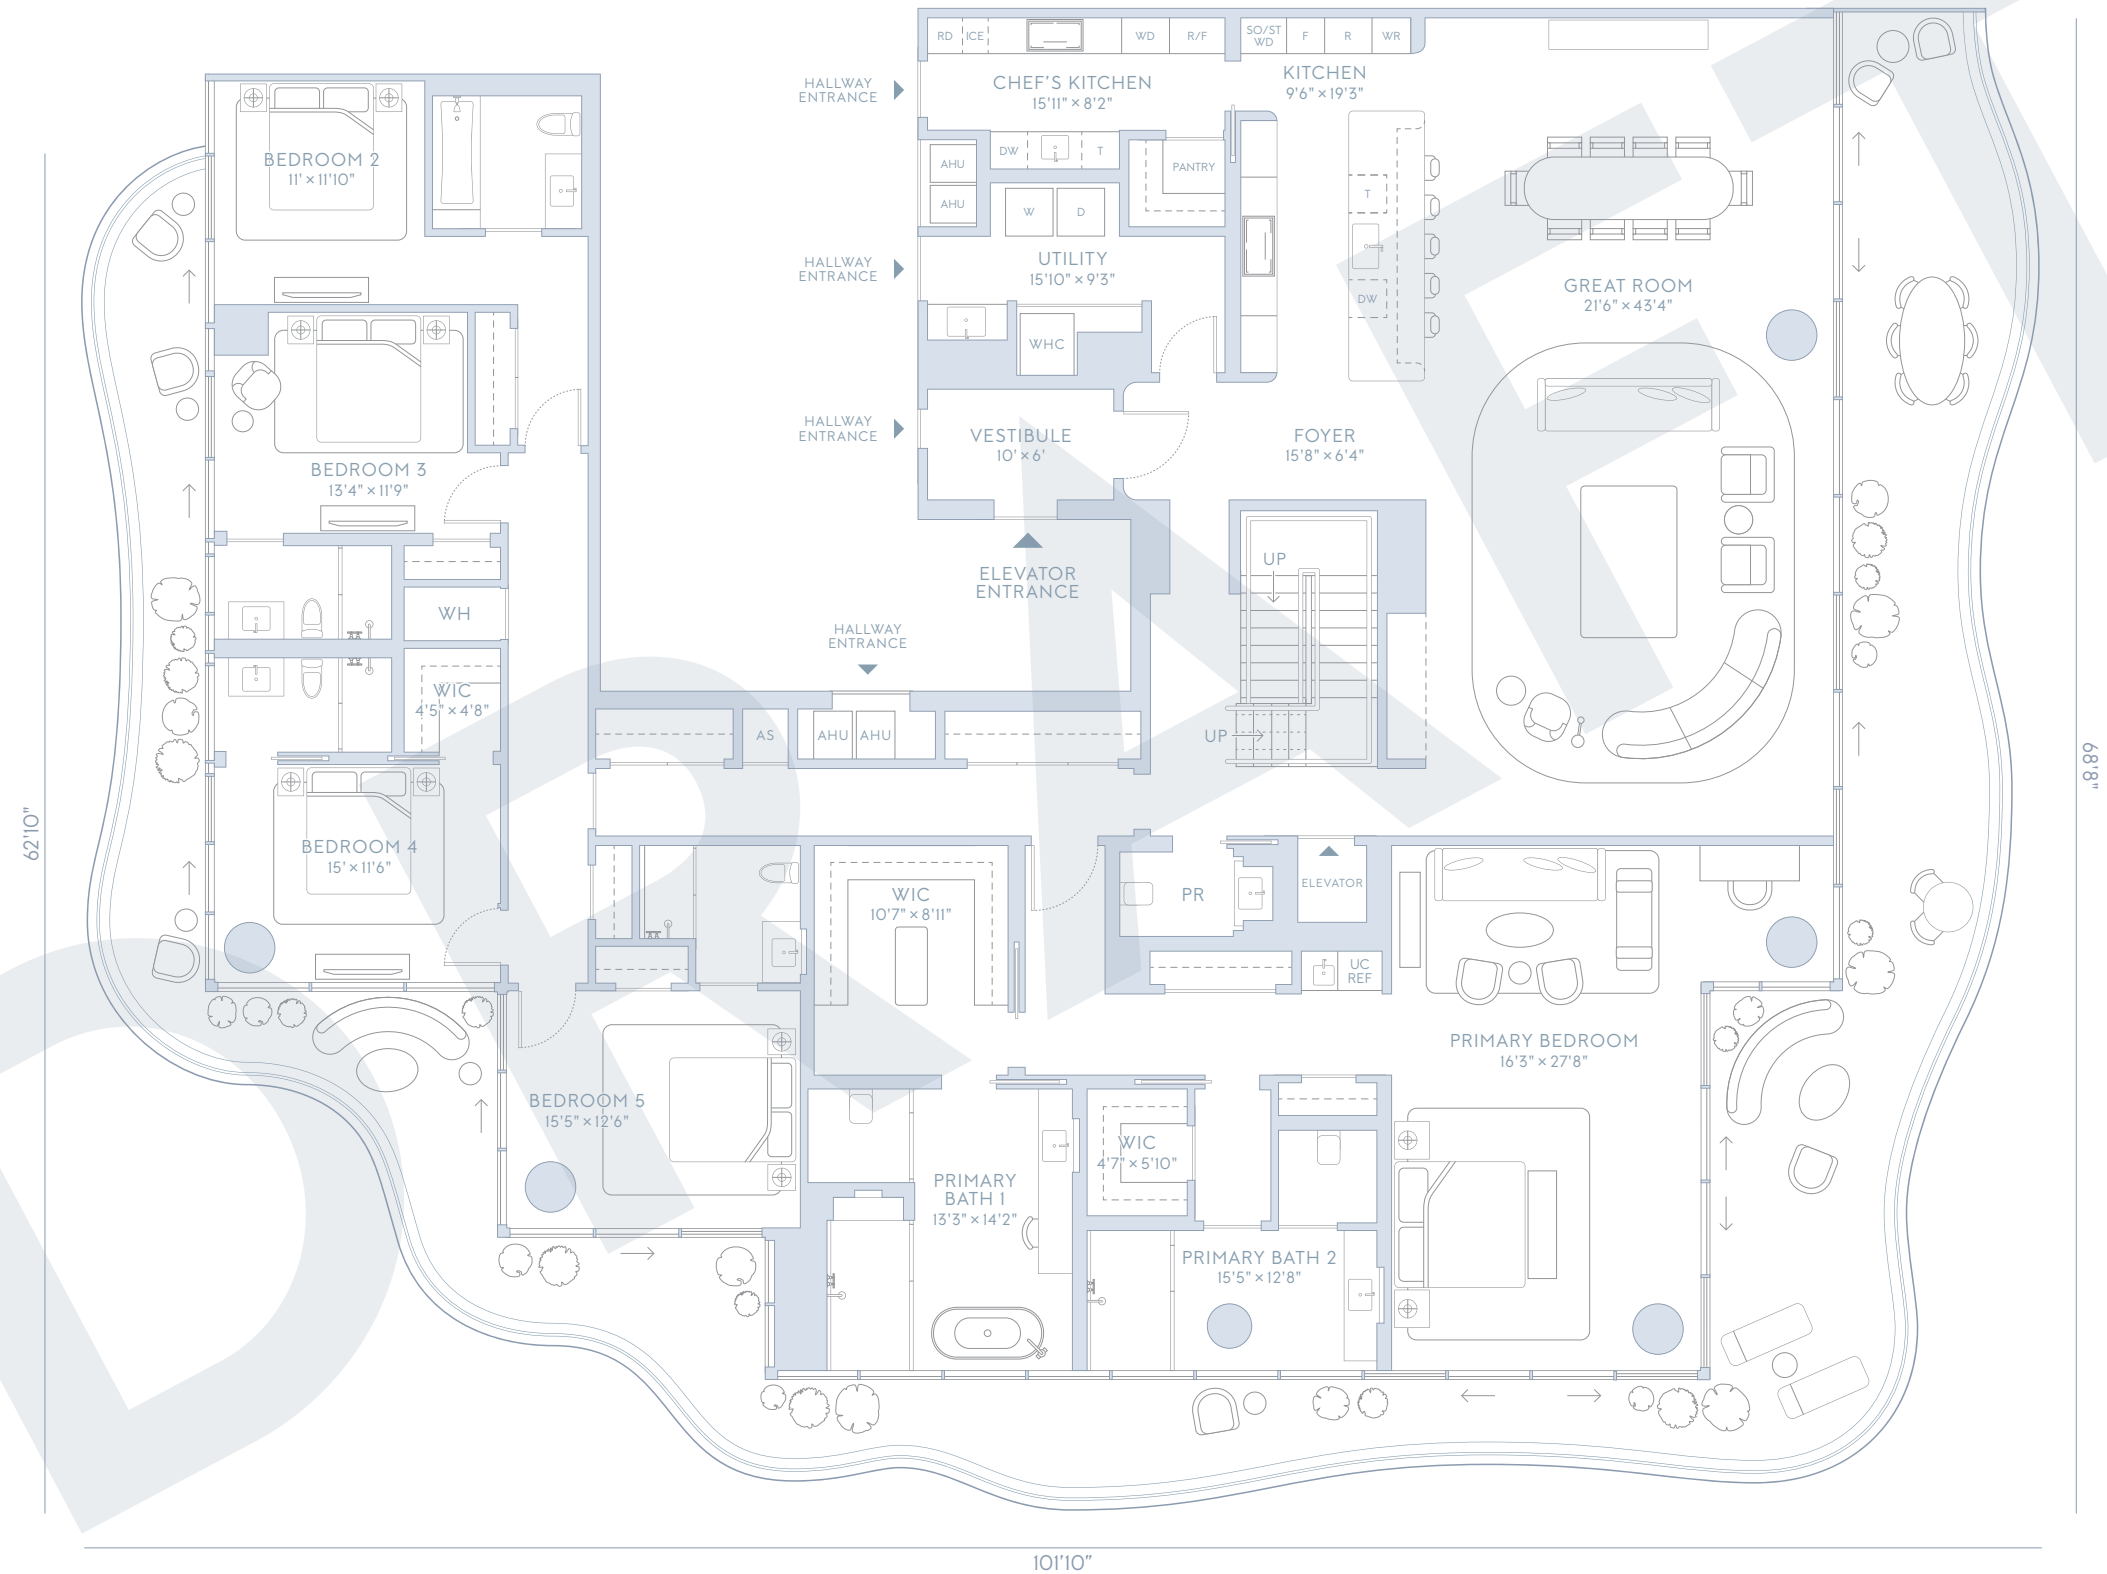 RD
ICE
WD
R/F
SO/ST
WD
F
R
WR
HALLWAY
ENTRANCE
CHEF'S KITCHEN
15'11" × 8'2"
KITCHEN
9'6" × 19'3"
BEDROOM 2
11' × 11'10"
AHU
DW
T
PANTRY
AHU
W
D
T
HALLWAY
ENTRANCE
UTILITY
15'10" × 9'3"
DW
GREAT ROOM
21'6" × 43'4"
WHC
HALLWAY
ENTRANCE
VESTIBULE
10' × 6'
FOYER
15'8" × 6'4"
BEDROOM 3
13'4" × 11'9"
UP
ELEVATOR
ENTRANCE
WH
HALLWAY
ENTRANCE
WIC
4'5" × 4'8"
AS
AHU
AHU
UP
62'10"
68'8"
BEDROOM 4
15' × 11'6"
WIC
10'7" × 8'11"
PR
ELEVATOR
UC
REF
PRIMARY BEDROOM
16'3" × 27'8"
BEDROOM 5
15'5" × 12'6"
WIC
4'7" × 5'10"
PRIMARY
BATH 1
13'3" × 14'2"
PRIMARY BATH 2
15'5" × 12'8"
101'10"
DRAFT